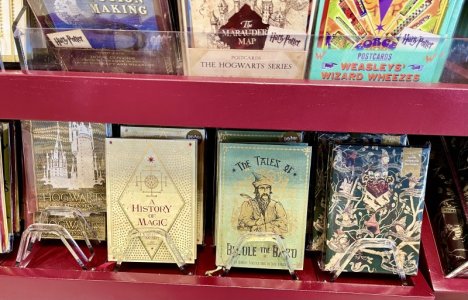 MAKING
Harry Potter
THE
MARAUDER'S
MAP
Harry Potter
POSTCARDS
THE HOGWARTS SERIES
Harry Potter
POSTCARDS
WEASLEYS'
WIZARD WHEEZES
HOGWARTS
A
HISTORY
OF
MAGIC
THE TALES OF
BEEDLE THE BARD